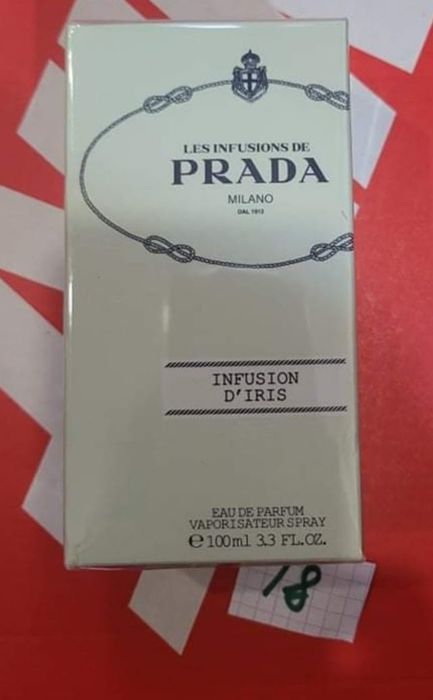 LES INFUSIONS DE
PRADA
MILANO
DAL 1913
INFUSION
D'IRIS
EAU DE PARFUM
VAPORISATEUR SPRAY
℮100ml 3.3 FL.OZ.
18